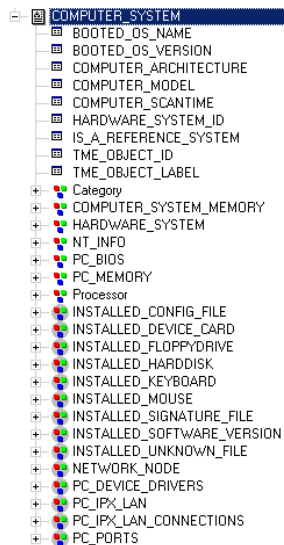 COMPUTER_SYSTEM
BOOTED_OS_NAME
BOOTED_OS_VERSION
COMPUTER_ARCHITECTURE
COMPUTER_MODEL
COMPUTER_SCANTIME
HARDWARE_SYSTEM_ID
IS_A_REFERENCE_SYSTEM
TME_OBJECT_ID
TME_OBJECT_LABEL
Category
COMPUTER_SYSTEM_MEMORY
HARDWARE_SYSTEM
NT_INFO
PC_BIOS
PC_MEMORY
Processor
INSTALLED_CONFIG_FILE
INSTALLED_DEVICE_CARD
INSTALLED_FLOPPYDRIVE
INSTALLED_HARDDISK
INSTALLED_KEYBOARD
INSTALLED_MOUSE
INSTALLED_SIGNATURE_FILE
INSTALLED_SOFTWARE_VERSION
INSTALLED_UNKNOWN_FILE
NETWORK_NODE
PC_DEVICE_DRIVERS
PC_IPX_LAN
PC_IPX_LAN_CONNECTIONS
PC_PORTS